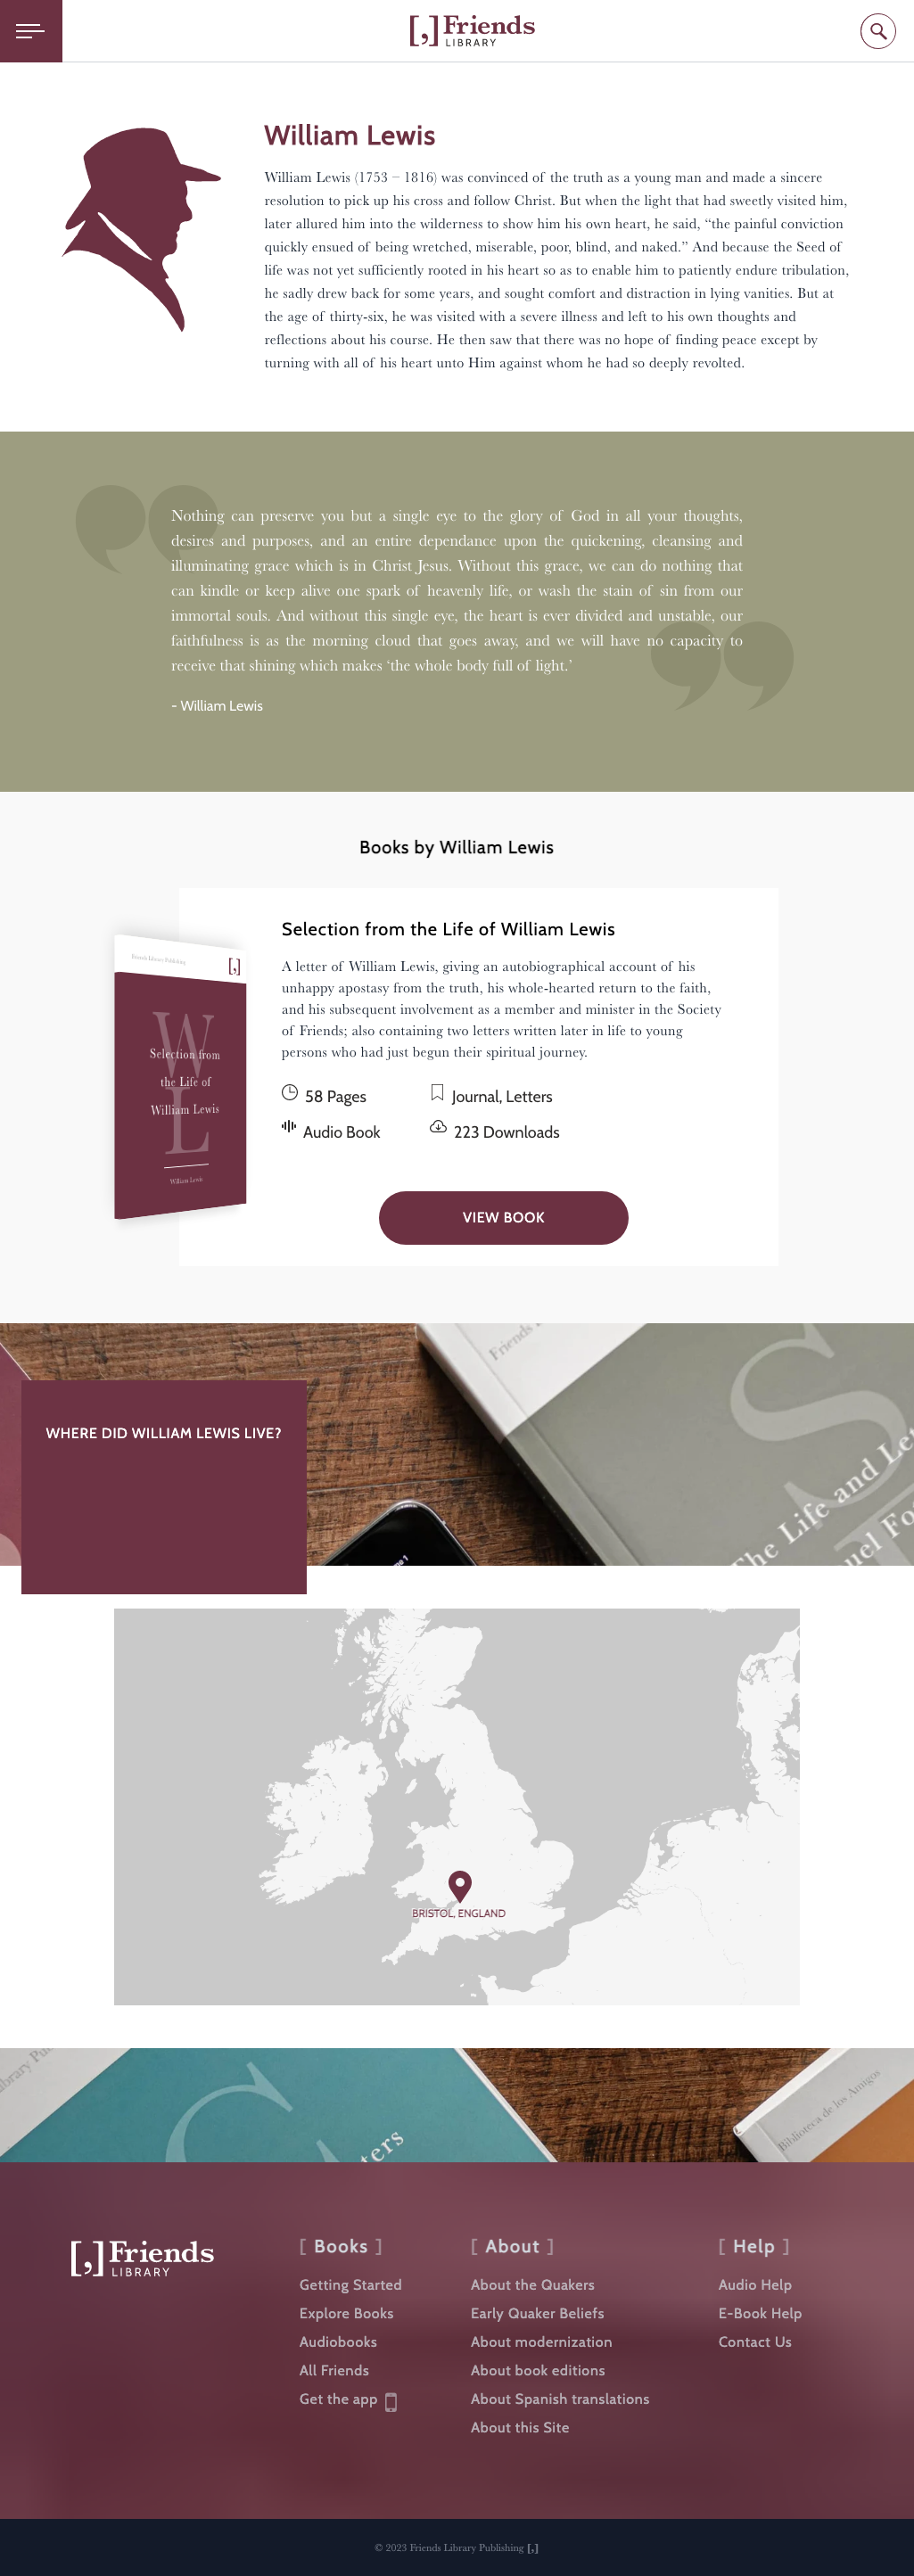 [,] Friends
LIBRARY
William Lewis
William Lewis (1753 – 1816) was convinced of the truth as a young man and made a sincere
resolution to pick up his cross and follow Christ. But when the light that had sweetly visited him,
later allured him into the wilderness to show him his own heart, he said, “the painful conviction
quickly ensued of being wretched, miserable, poor, blind, and naked.” And because the Seed of
life was not yet sufficiently rooted in his heart so as to enable him to patiently endure tribulation,
he sadly drew back for some years, and sought comfort and distraction in lying vanities. But at
the age of thirty-six, he was visited with a severe illness and left to his own thoughts and
reflections about his course. He then saw that there was no hope of finding peace except by
turning with all of his heart unto Him against whom he had so deeply revolted.
Nothing can preserve you but a single eye to the glory of God in all your thoughts,
desires and purposes, and an entire dependance upon the quickening, cleansing and
illuminating grace which is in Christ Jesus. Without this grace, we can do nothing that
can kindle or keep alive one spark of heavenly life, or wash the stain of sin from our
immortal souls. And without this single eye, the heart is ever divided and unstable, our
faithfulness is as the morning cloud that goes away, and we will have no capacity to
receive that shining which makes ‘the whole body full of light.’
- William Lewis
Books by William Lewis
Friends Library Publishing [,]
W
L
Selection from
the Life of
William Lewis
William Lewis
Selection from the Life of William Lewis
A letter of William Lewis, giving an autobiographical account of his
unhappy apostasy from the truth, his whole-hearted return to the faith,
and his subsequent involvement as a member and minister in the Society
of Friends; also containing two letters written later in life to young
persons who had just begun their spiritual journey.
58 Pages Journal, Letters
Audio Book 223 Downloads
VIEW BOOK
Friends
S
The Life and Le
uel Fo
WHERE DID WILLIAM LEWIS LIVE?
BRISTOL, ENGLAND
ibrary Pu
C
ters
Biblioteca de los Amigos
[,] Friends
LIBRARY
[ Books ]
Getting Started
Explore Books
Audiobooks
All Friends
Get the app
[ About ]
About the Quakers
Early Quaker Beliefs
About modernization
About book editions
About Spanish translations
About this Site
[ Help ]
Audio Help
E-Book Help
Contact Us
© 2023 Friends Library Publishing [,]